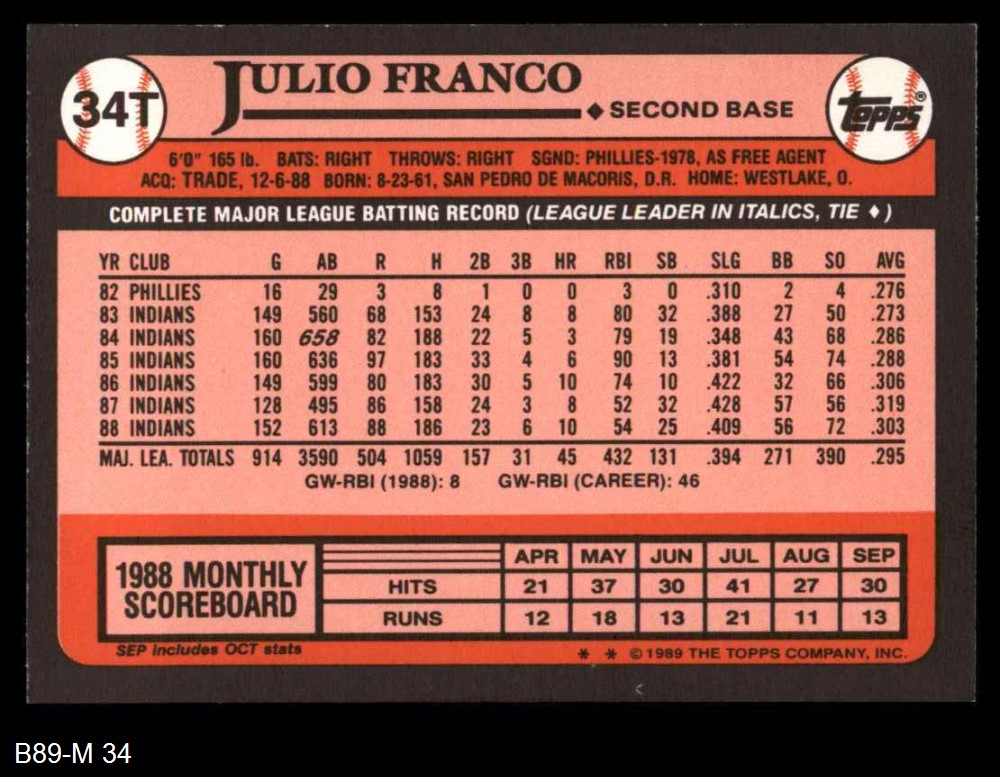 34T
JULIO FRANCO
◆ SECOND BASE
Topps®
6'0" 165 lb. BATS: RIGHT THROWS: RIGHT SGND: PHILLIES-1978, AS FREE AGENT
ACQ: TRADE, 12-6-88 BORN: 8-23-61, SAN PEDRO DE MACORIS, D.R. HOME: WESTLAKE, O.
COMPLETE MAJOR LEAGUE BATTING RECORD (LEAGUE LEADER IN ITALICS, TIE ♦)
YR CLUB G AB R H 2B 3B HR RBI SB SLG BB SO AVG
82 PHILLIES 16 29 3 8 1 0 0 3 0 .310 2 4 .276
83 INDIANS 149 560 68 153 24 8 8 80 32 .388 27 50 .273
84 INDIANS 160 658 82 188 22 5 3 79 19 .348 43 68 .286
85 INDIANS 160 636 97 183 33 4 6 90 13 .381 54 74 .288
86 INDIANS 149 599 80 183 30 5 10 74 10 .422 32 66 .306
87 INDIANS 128 495 86 158 24 3 8 52 32 .428 57 56 .319
88 INDIANS 152 613 88 186 23 6 10 54 25 .409 56 72 .303
MAJ. LEA. TOTALS 914 3590 504 1059 157 31 45 432 131 .394 271 390 .295
GW-RBI (1988): 8 GW-RBI (CAREER): 46
1988 MONTHLY
SCOREBOARD
APR MAY JUN JUL AUG SEP
HITS 21 37 30 41 27 30
RUNS 12 18 13 21 11 13
SEP includes OCT stats
* * © 1989 THE TOPPS COMPANY, INC.
B89-M 34